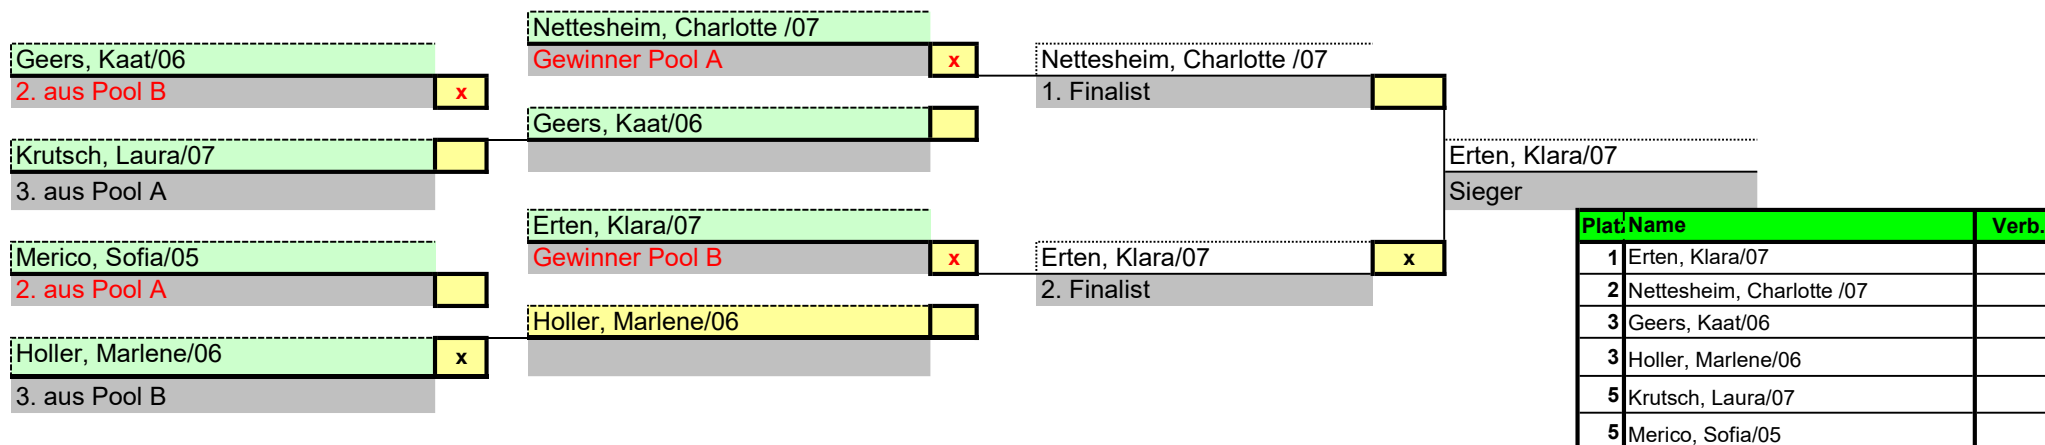 Geers, Kaat/06
2. aus Pool B
x
Krutsch, Laura/07
3. aus Pool A
Merico, Sofia/05
2. aus Pool A
Holler, Marlene/06
x
3. aus Pool B
Nettesheim, Charlotte /07
Gewinner Pool A
x
Geers, Kaat/06
Erten, Klara/07
Gewinner Pool B
x
Holler, Marlene/06
Nettesheim, Charlotte /07
1. Finalist
Erten, Klara/07
x
2. Finalist
Erten, Klara/07
Sieger
Platz Name Verb.
1 Erten, Klara/07
2 Nettesheim, Charlotte /07
3 Geers, Kaat/06
3 Holler, Marlene/06
5 Krutsch, Laura/07
5 Merico, Sofia/05